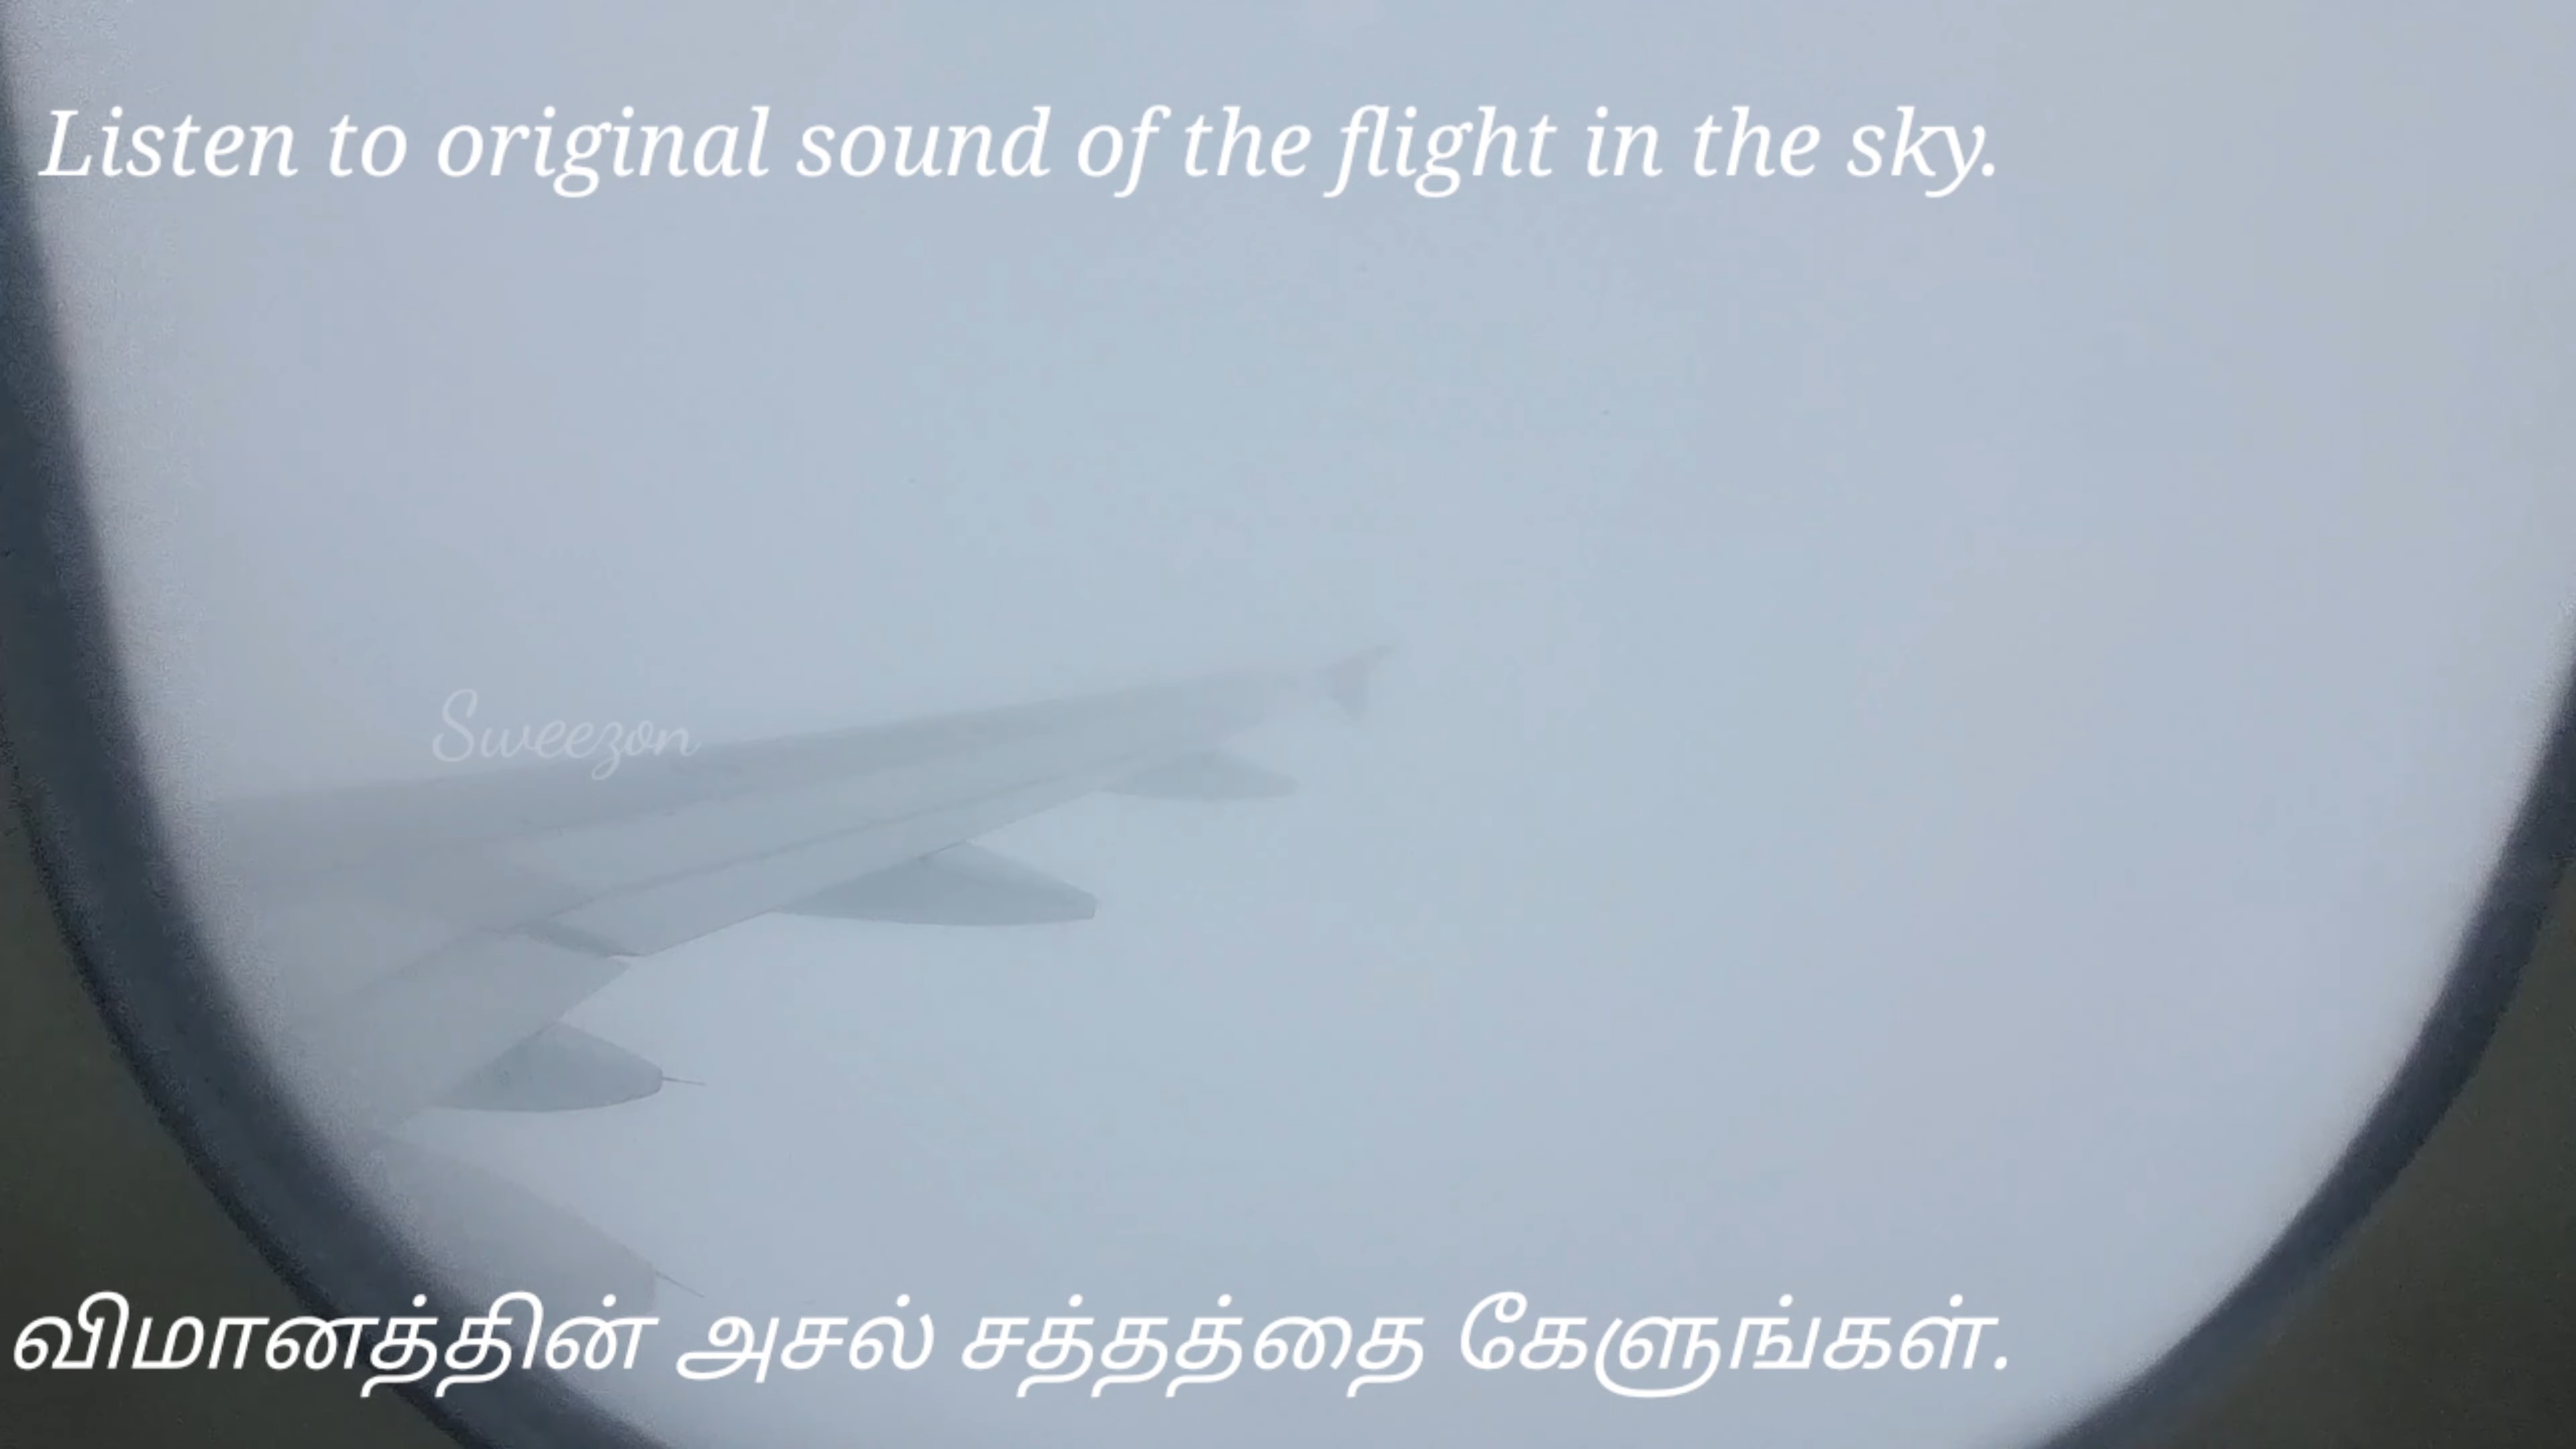 Listen to original sound of the flight in the sky.
Sweezon
விமானத்தின் அசல் சத்தத்தை கேளுங்கள்.